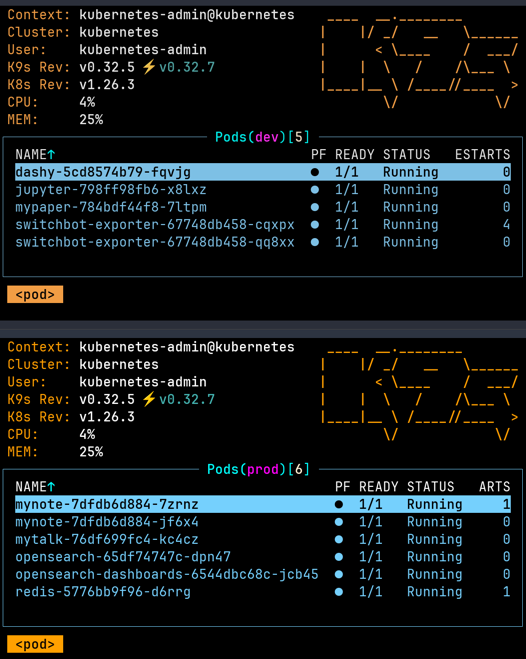 Context: kubernetes-admin@kubernetes
Cluster: kubernetes
User: kubernetes-admin
K9s Rev: v0.32.5 ⚡v0.32.7
K8s Rev: v1.26.3
CPU: 4%
MEM: 25%
Pods(dev)[5]
NAME↑ PF READY STATUS ESTARTS
dashy-5cd8574b79-fqvjg ● 1/1 Running 0
jupyter-798ff98fb6-x8lxz ● 1/1 Running 0
mypaper-784bdf44f8-7ltpm ● 1/1 Running 0
switchbot-exporter-67748db458-cqxpx ● 1/1 Running 4
switchbot-exporter-67748db458-qq8xx ● 1/1 Running 0
<pod>
Context: kubernetes-admin@kubernetes
Cluster: kubernetes
User: kubernetes-admin
K9s Rev: v0.32.5 ⚡v0.32.7
K8s Rev: v1.26.3
CPU: 4%
MEM: 25%
Pods(prod)[6]
NAME↑ PF READY STATUS ARTS
mynote-7dfdb6d884-7zrnz ● 1/1 Running 1
mynote-7dfdb6d884-jf6x4 ● 1/1 Running 0
mytalk-76df699fc4-kc4cz ● 1/1 Running 0
opensearch-65df74747c-dpn47 ● 1/1 Running 0
opensearch-dashboards-6544dbc68c-jcb45 ● 1/1 Running 0
redis-5776bb9f96-d6rrg ● 1/1 Running 1
<pod>